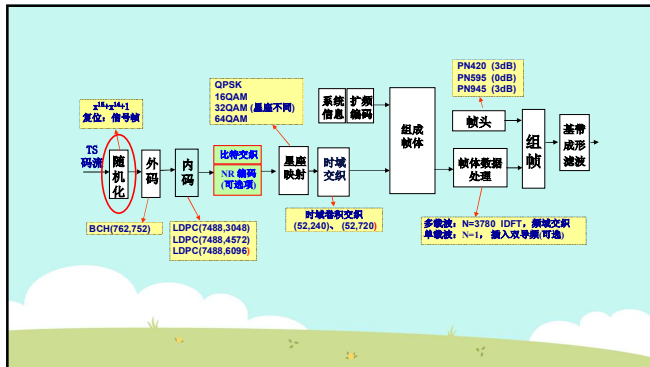 x¹⁵+x¹⁴+1
复位：信号帧
TS
码流
随机化
外码
BCH(762,752)
内码
LDPC(7488,3048)
LDPC(7488,4572)
LDPC(7488,6096)
比特交织
NR 编码
(可选项)
QPSK
16QAM
32QAM (星座不同)
64QAM
星座
映射
时域
交织
时域卷积交织
(52,240)、(52,720)
系统
信息
扩频
编码
组成
帧体
PN420 (3dB)
PN595 (0dB)
PN945 (3dB)
帧头
帧体数据
处理
多载波：N=3780 IDFT，频域交织
单载波：N=1，插入双导频(可选)
组帧
基带
成形
滤波